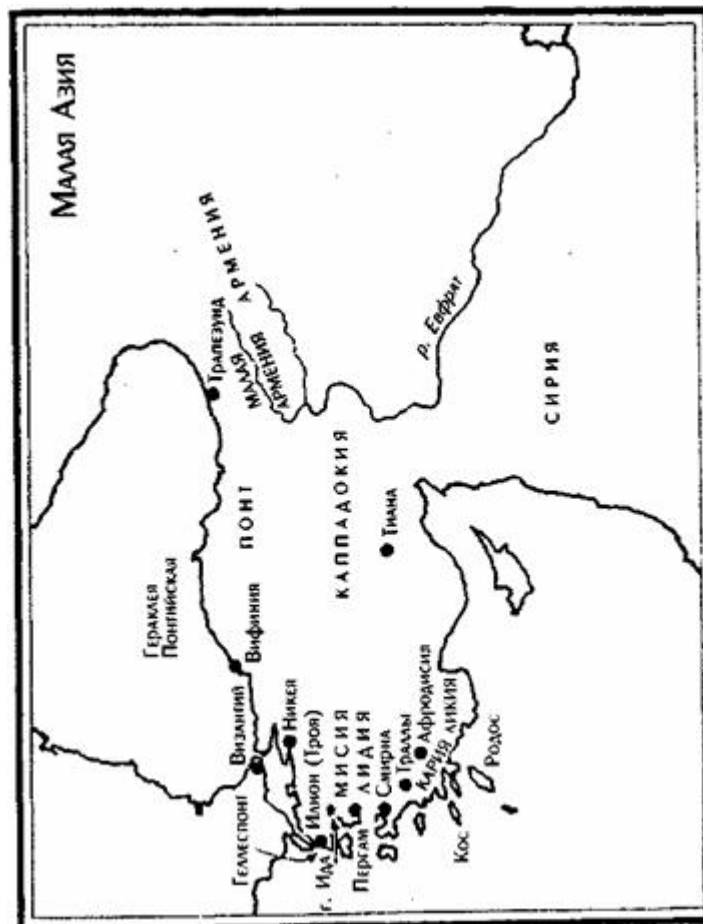 Малая Азия
АРМЕНИЯ
Трапезунд
МАЛАЯ
АРМЕНИЯ
р. Евфрат
СИРИЯ
ПОНТ
КАППАДОКИЯ
Тиана
Гераклея
Понтийская
Вифиния
Византий
Никея
Геллеспонт
Илион (Троя)
г. Ида
МИСИЯ
Пергам
ЛИДИЯ
Смирна
Траллы
Афродисия
КАРИЯ
ЛИКИЯ
Кос
Родос